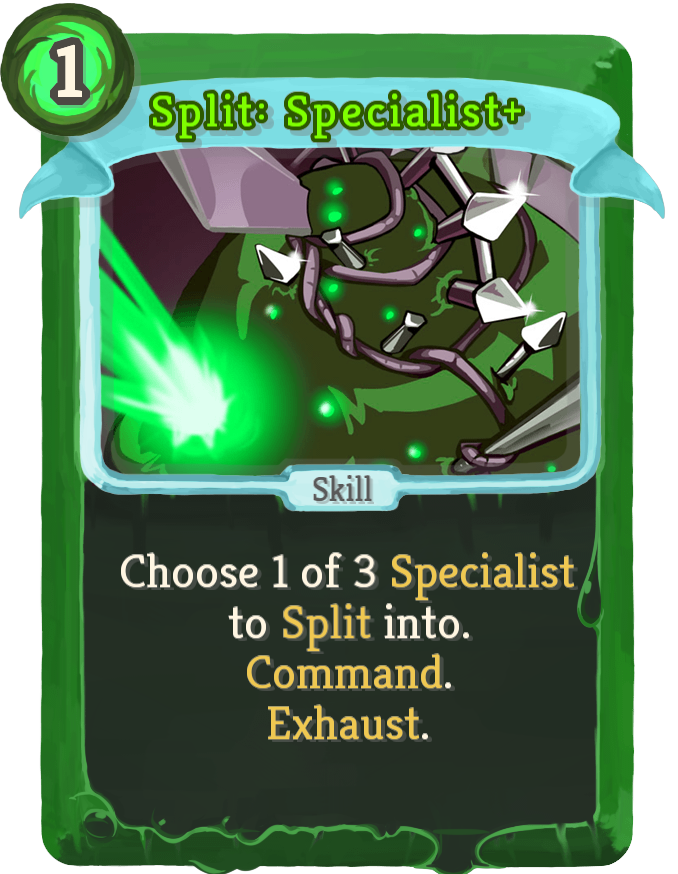 1
Split: Specialist+
Skill
Choose 1 of 3 Specialist
to Split into.
Command.
Exhaust.